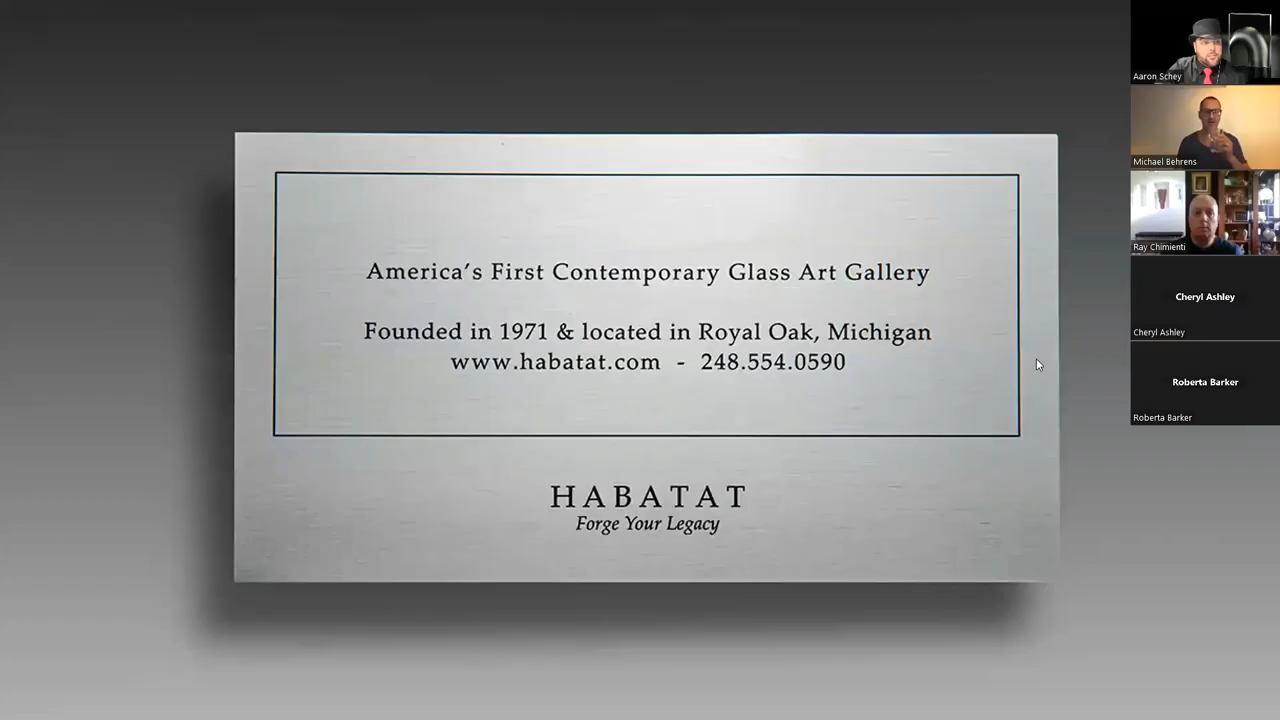 America's First Contemporary Glass Art Gallery
Founded in 1971 & located in Royal Oak, Michigan
www.habatat.com - 248.554.0590
HABATAT
Forge Your Legacy
Aaron Schey
Michael Behrens
Ray Chimienti
Cheryl Ashley
Cheryl Ashley
Roberta Barker
Roberta Barker